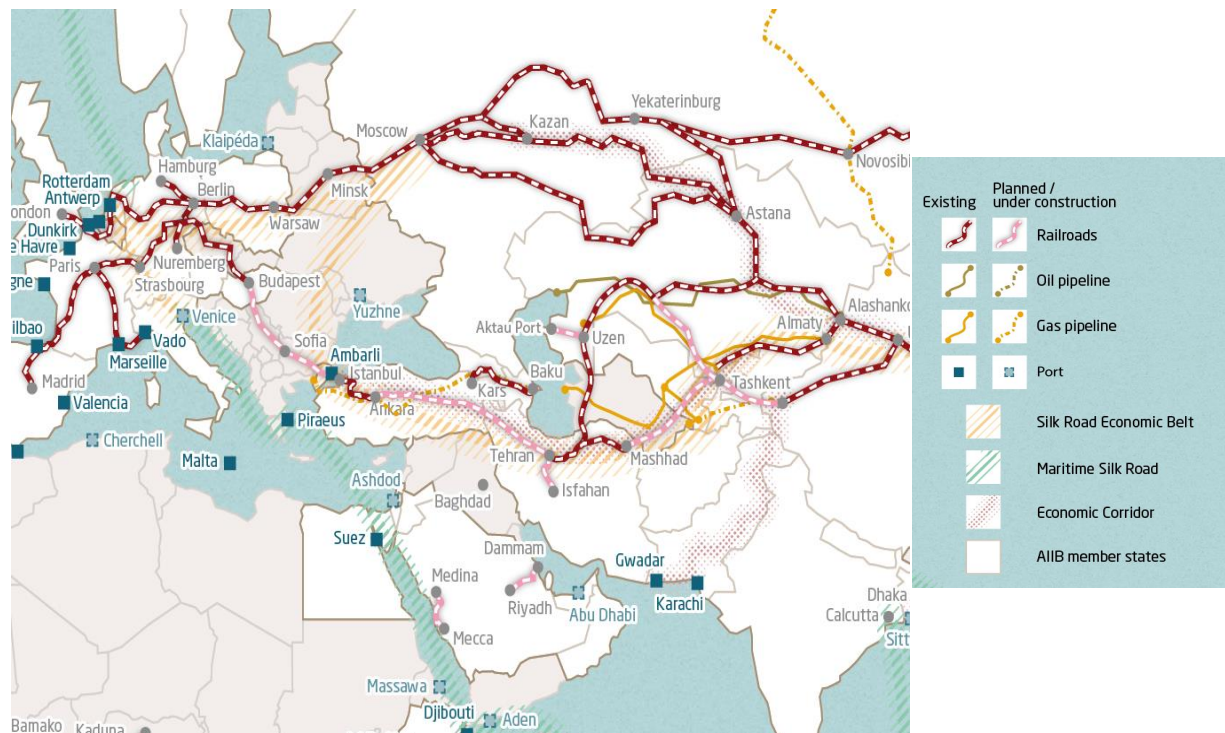 Yekaterinburg
Kazan
Moscow
Klaipéda
Novosibi
Hamburg
Rotterdam
Antwerp
Berlin
Minsk
ondon
Dunkirk
Warsaw
Astana
e Havre
Paris
Nuremberg
Strasbourg
Budapest
gne
Venice
Yuzhne
Alashanko
Almaty
ilbao
Vado
Marseille
Sofia
Aktau Port
Uzen
Ambarli
Istanbul
Baku
Madrid
Kars
Tashkent
Ankara
Valencia
Piraeus
Cherchell
Malta
Tehran
Mashhad
Ashdod
Baghdad
Isfahan
Suez
Dammam
Gwadar
Medina
Riyadh
Abu Dhabi
Karachi
Mecca
Dhaka
Calcutta
Sitt
Massawa
Djibouti
Aden
Bamako
Kaduna
Existing
Planned /
under construction
Railroads
Oil pipeline
Gas pipeline
Port
Silk Road Economic Belt
Maritime Silk Road
Economic Corridor
AIIB member states